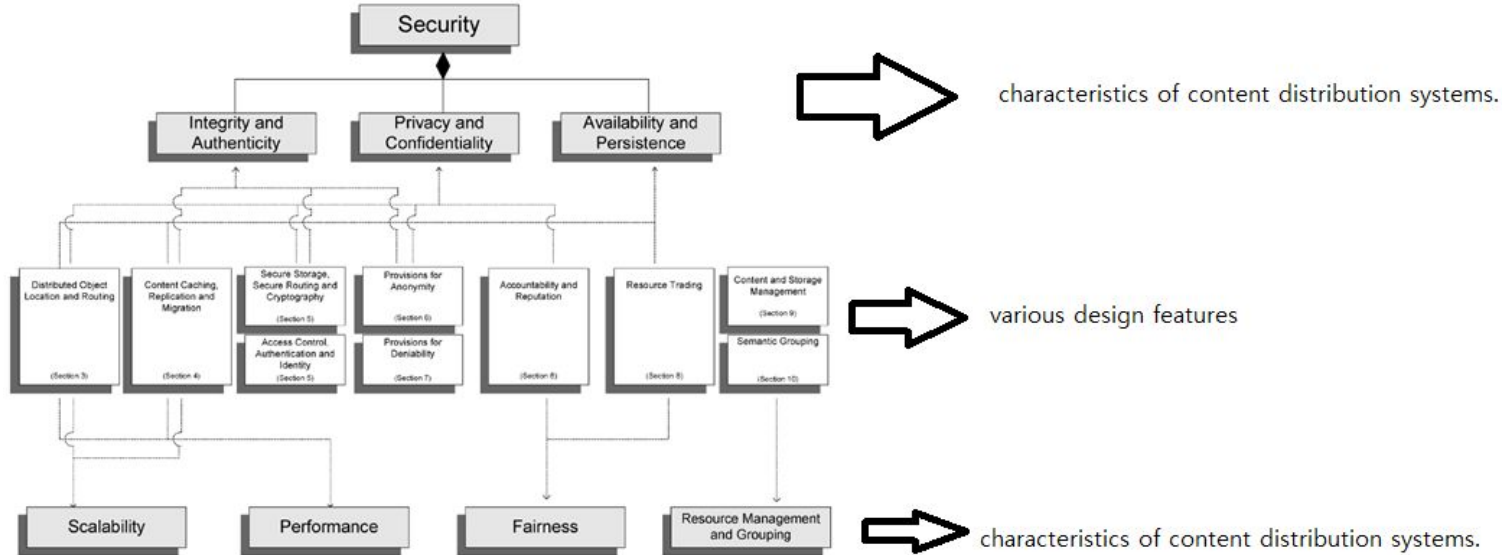 Security
characteristics of content distribution systems.
Integrity and
Authenticity
Privacy and
Confidentiality
Availability and
Persistence
Distributed Object
Location and Routing
(Section 3)
Content Caching,
Replication and
Migration
(Section 4)
Secure Storage,
Secure Routing and
Cryptography
(Section 5)
Access Control,
Authentication and
Identity
(Section 5)
Provisions for
Anonymity
(Section 6)
Provisions for
Deniability
(Section 7)
Accountability and
Reputation
(Section 8)
Resource Trading
(Section 8)
Content and Storage
Management
(Section 9)
Semantic Grouping
(Section 10)
various design features
Scalability
Performance
Fairness
Resource Management
and Grouping
characteristics of content distribution systems.